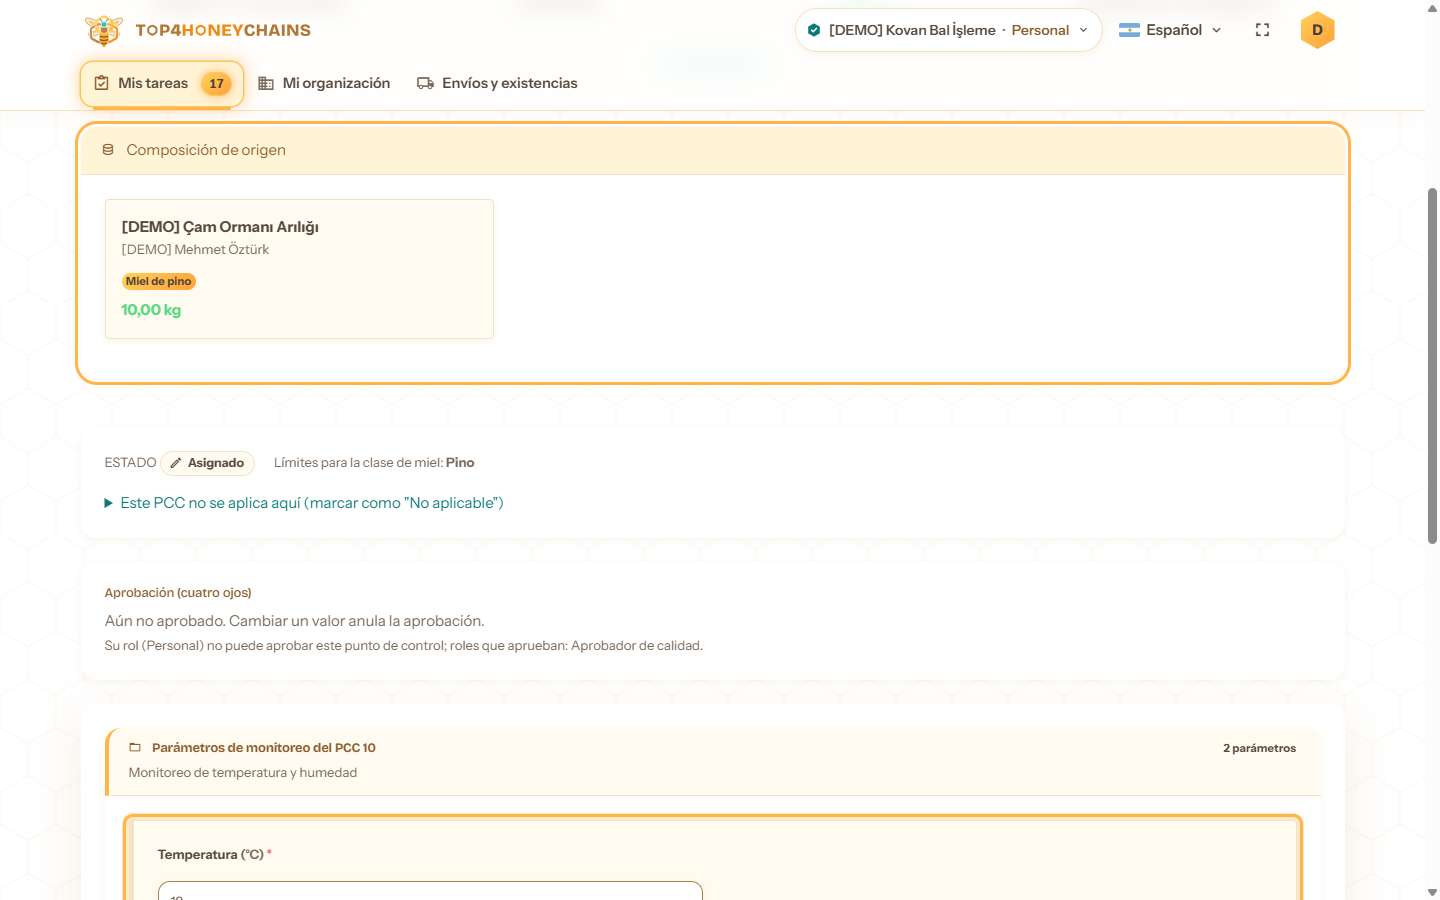 TOP4HONEYCHAINS
[DEMO] Kovan Bal İşleme · Personal
Español
D
Mis tareas 17
Mi organización
Envíos y existencias
Composición de origen
[DEMO] Çam Ormanı Arılığı
[DEMO] Mehmet Öztürk
Miel de pino
10,00 kg
ESTADO Asignado Límites para la clase de miel: Pino
Este PCC no se aplica aquí (marcar como "No aplicable")
Aprobación (cuatro ojos)
Aún no aprobado. Cambiar un valor anula la aprobación.
Su rol (Personal) no puede aprobar este punto de control; roles que aprueban: Aprobador de calidad.
Parámetros de monitoreo del PCC 10
2 parámetros
Monitoreo de temperatura y humedad
Temperatura (°C) *